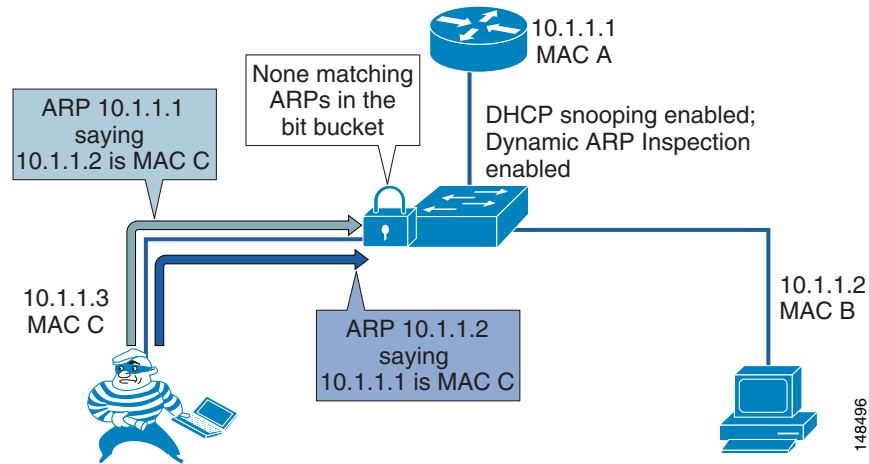 10.1.1.1
MAC A
None matching
ARPs in the
bit bucket
ARP 10.1.1.1
saying
10.1.1.2 is MAC C
DHCP snooping enabled;
Dynamic ARP Inspection
enabled
10.1.1.3
MAC C
ARP 10.1.1.2
saying
10.1.1.1 is MAC C
10.1.1.2
MAC B
148496